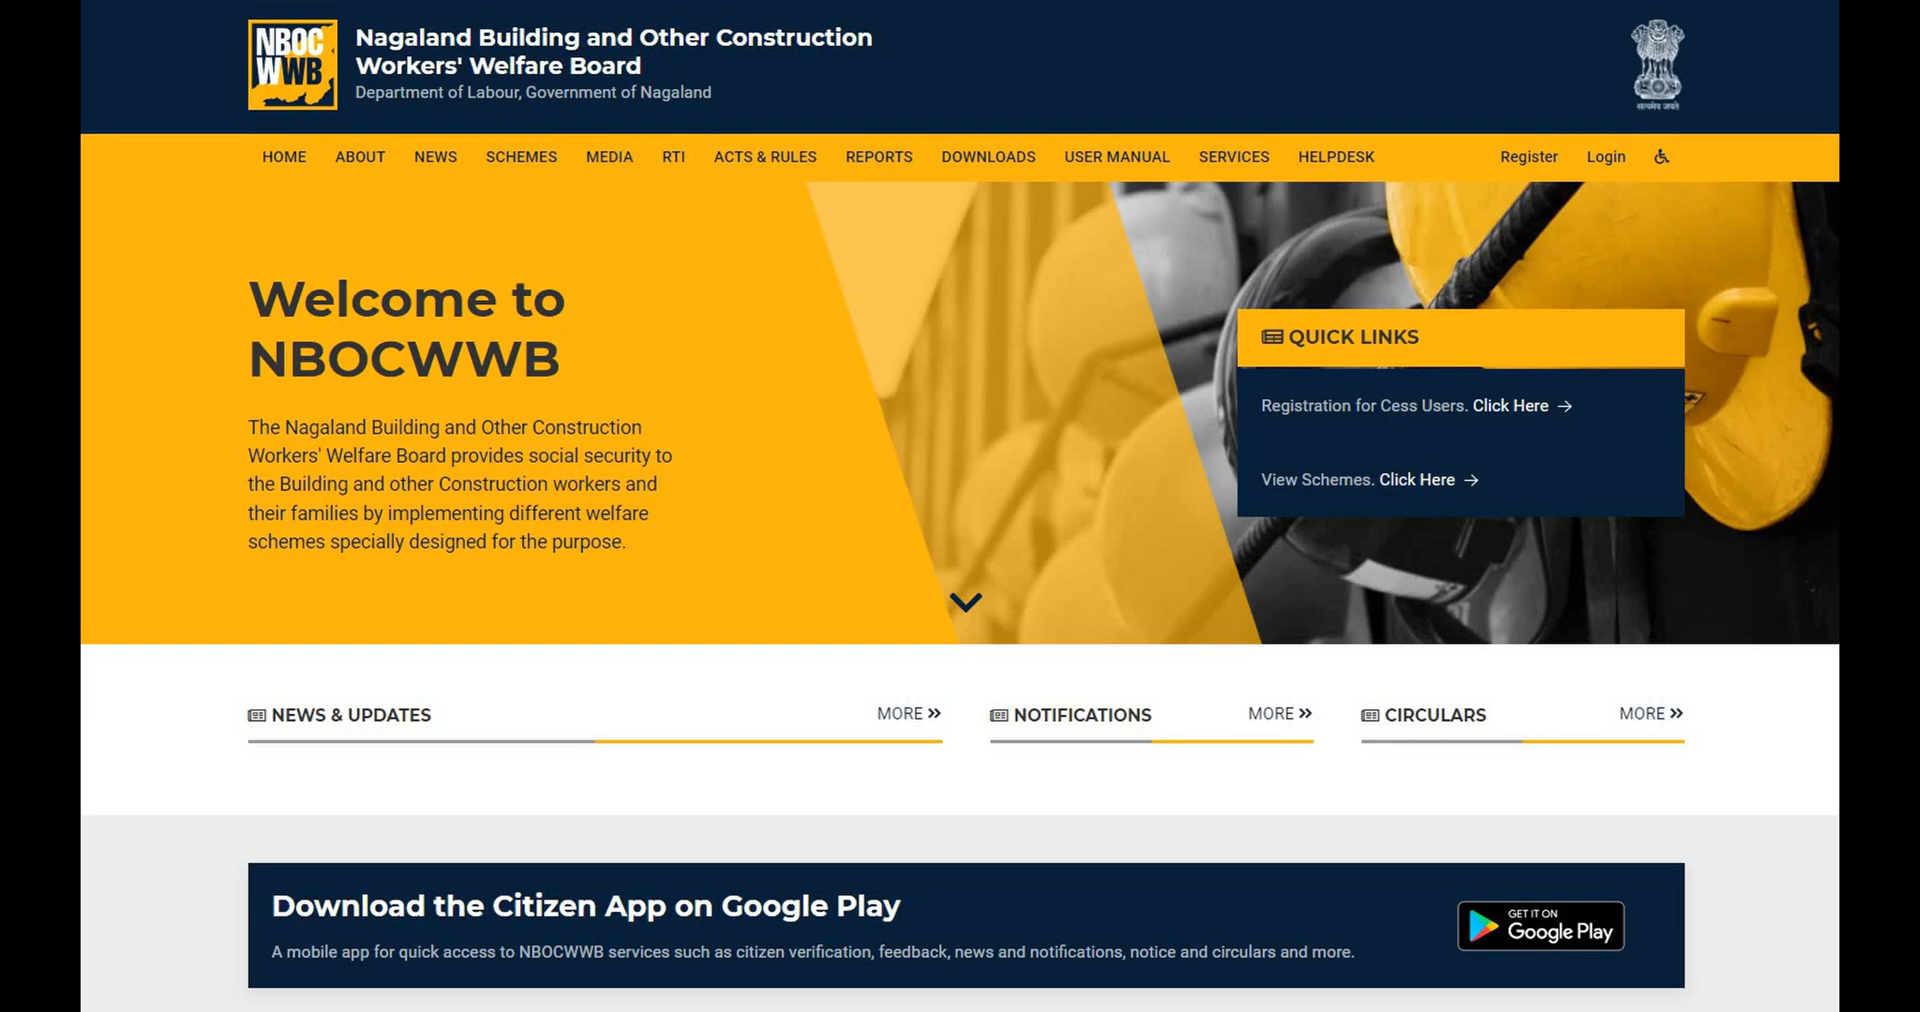 NBOC
WWB
Nagaland Building and Other Construction
Workers' Welfare Board
Department of Labour, Government of Nagaland
सत्यमेव जयते
HOME ABOUT NEWS SCHEMES MEDIA RTI ACTS & RULES REPORTS DOWNLOADS USER MANUAL SERVICES HELPDESK Register Login
Welcome to
NBOCWWB
The Nagaland Building and Other Construction
Workers' Welfare Board provides social security to
the Building and other Construction workers and
their families by implementing different welfare
schemes specially designed for the purpose.
QUICK LINKS
Registration for Cess Users. Click Here →
View Schemes. Click Here →
NEWS & UPDATES MORE »
NOTIFICATIONS MORE »
CIRCULARS MORE »
Download the Citizen App on Google Play
A mobile app for quick access to NBOCWWB services such as citizen verification, feedback, news and notifications, notice and circulars and more.
GET IT ON
Google Play